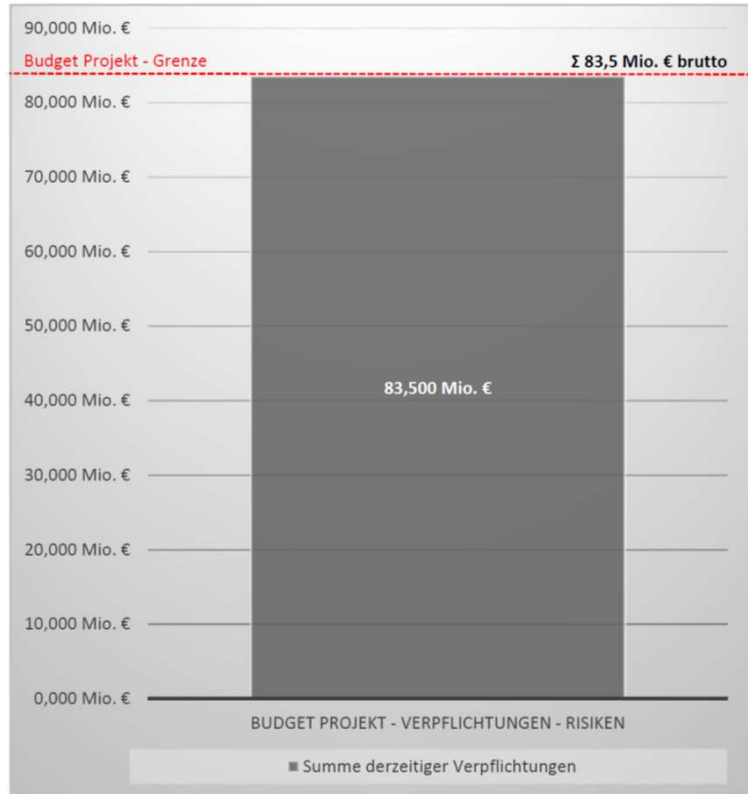 90,000 Mio. €
Budget Projekt - Grenze
Σ 83,5 Mio. € brutto
80,000 Mio. €
70,000 Mio. €
60,000 Mio. €
50,000 Mio. €
83,500 Mio. €
40,000 Mio. €
30,000 Mio. €
20,000 Mio. €
10,000 Mio. €
0,000 Mio. €
BUDGET PROJEKT - VERPFLICHTUNGEN - RISIKEN
Summe derzeitiger Verpflichtungen